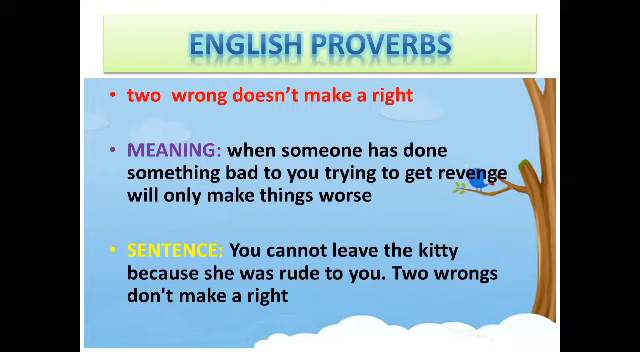 ENGLISH PROVERBS
• two wrong doesn't make a right
• MEANING: when someone has done
something bad to you trying to get revenge
will only make things worse
• SENTENCE: You cannot leave the kitty
because she was rude to you. Two wrongs
don't make a right